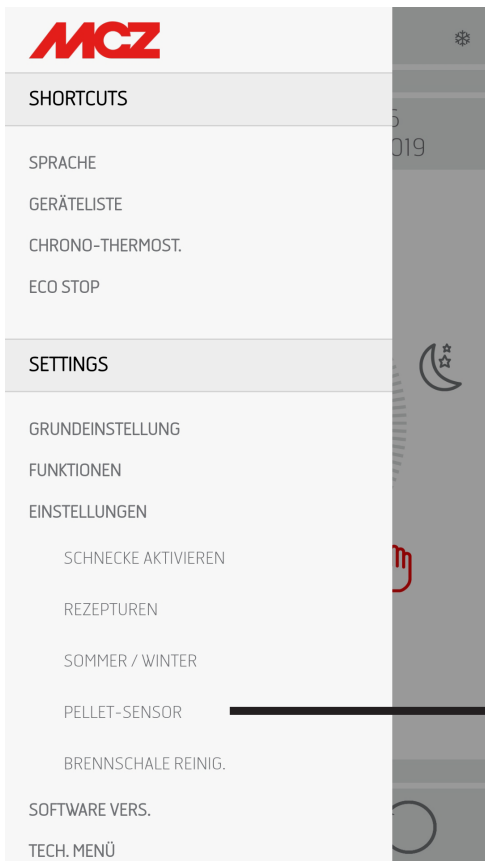 MCZ
SHORTCUTS
SPRACHE
GERÄTELISTE
CHRONO-THERMOST.
ECO STOP
SETTINGS
GRUNDEINSTELLUNG
FUNKTIONEN
EINSTELLUNGEN
SCHNECKE AKTIVIEREN
REZEPTUREN
SOMMER / WINTER
PELLET-SENSOR
BRENNSCHALE REINIG.
SOFTWARE VERS.
TECH. MENÜ
019